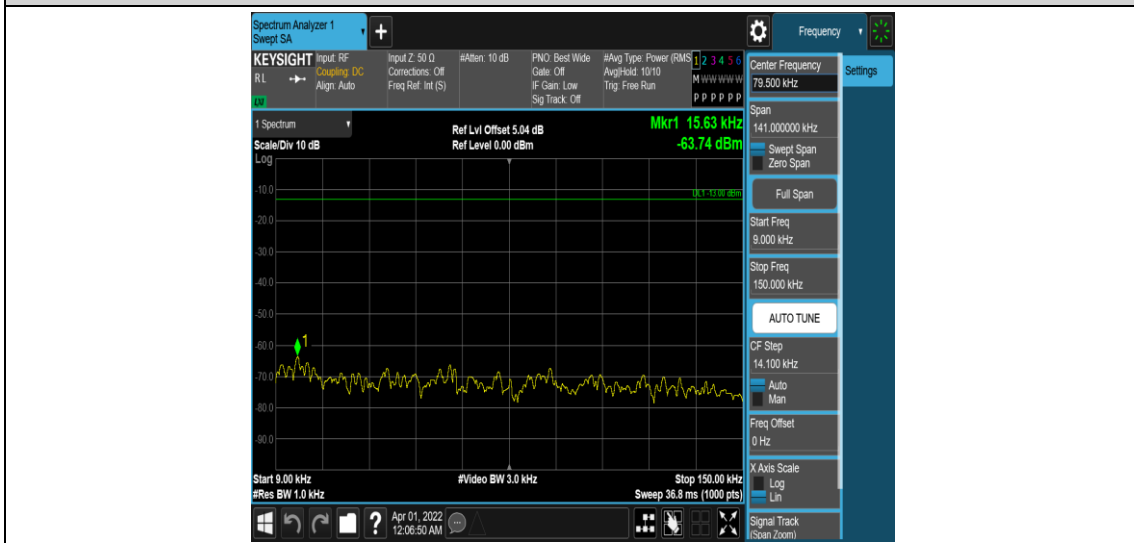 Spectrum Analyzer 1
Swept SA
+
Frequency
KEYSIGHT
RL
LXI
Input: RF
Coupling: DC
Align: Auto
Input Z: 50 Ω
Corrections: Off
Freq Ref: Int (S)
#Atten: 10 dB
PNO: Best Wide
Gate: Off
IF Gain: Low
Sig Track: Off
#Avg Type: Power (RMS
Avg|Hold: 10/10
Trig: Free Run
1 2 3 4 5 6
M W W W W W
P P P P P P
Center Frequency
79.500 kHz
Settings
1 Spectrum
Scale/Div 10 dB
Ref Lvl Offset 5.04 dB
Ref Level 0.00 dBm
Mkr1 15.63 kHz
-63.74 dBm
Log
DL1 -13.00 dBm
-10.0
-20.0
-30.0
-40.0
-50.0
-60.0
-70.0
-80.0
-90.0
1
Start 9.00 kHz
#Res BW 1.0 kHz
#Video BW 3.0 kHz
Stop 150.00 kHz
Sweep 36.8 ms (1000 pts)
Span
141.000000 kHz
Swept Span
Zero Span
Full Span
Start Freq
9.000 kHz
Stop Freq
150.000 kHz
AUTO TUNE
CF Step
14.100 kHz
Auto
Man
Freq Offset
0 Hz
X Axis Scale
Log
Lin
Signal Track
(Span Zoom)
?
Apr 01, 2022
12:06:50 AM